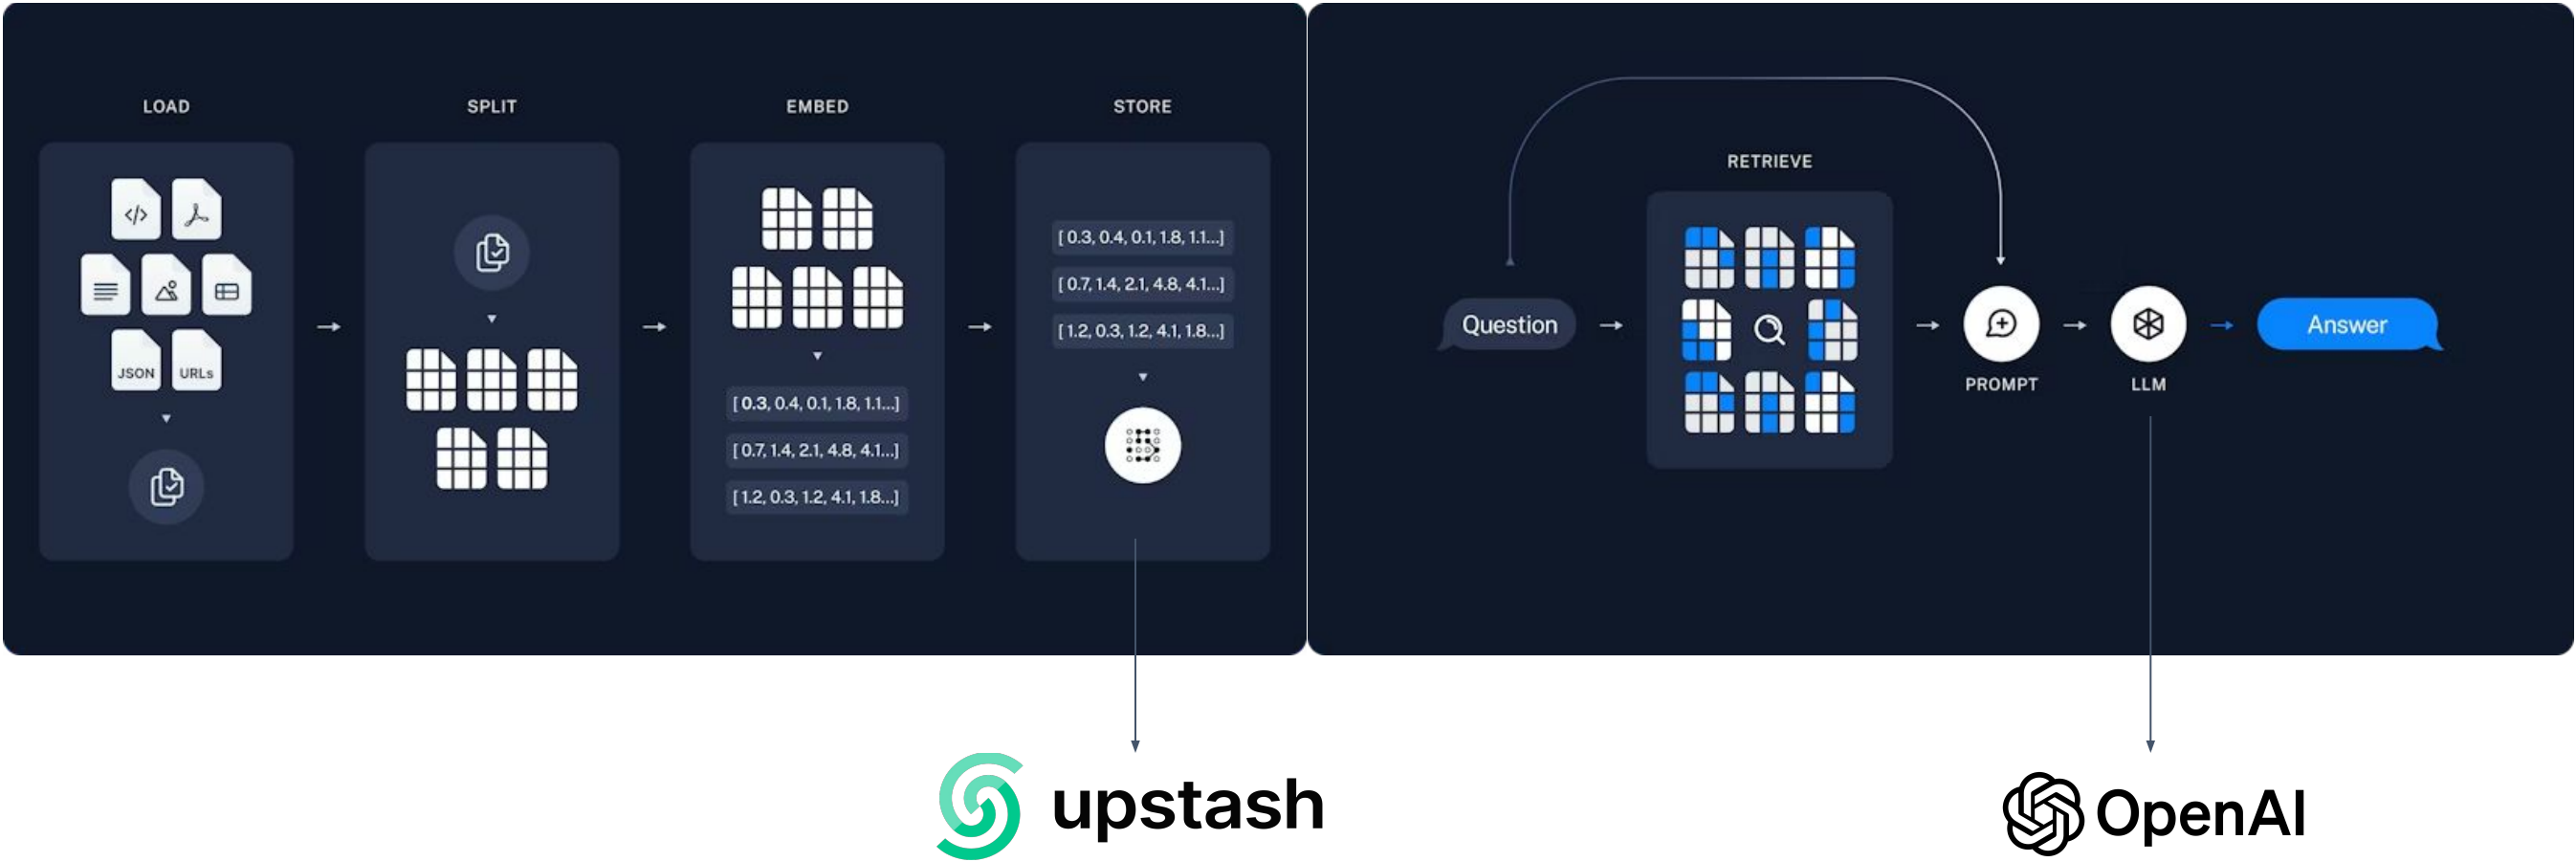 LOAD
SPLIT
EMBED
STORE
</>
JSON
URLs
[ 0.3, 0.4, 0.1, 1.8, 1.1...]
[ 0.7, 1.4, 2.1, 4.8, 4.1...]
[ 1.2, 0.3, 1.2, 4.1, 1.8...]
[ 0.3, 0.4, 0.1, 1.8, 1.1...]
[ 0.7, 1.4, 2.1, 4.8, 4.1...]
[ 1.2, 0.3, 1.2, 4.1, 1.8...]
RETRIEVE
Question
PROMPT
LLM
Answer
upstash
OpenAI